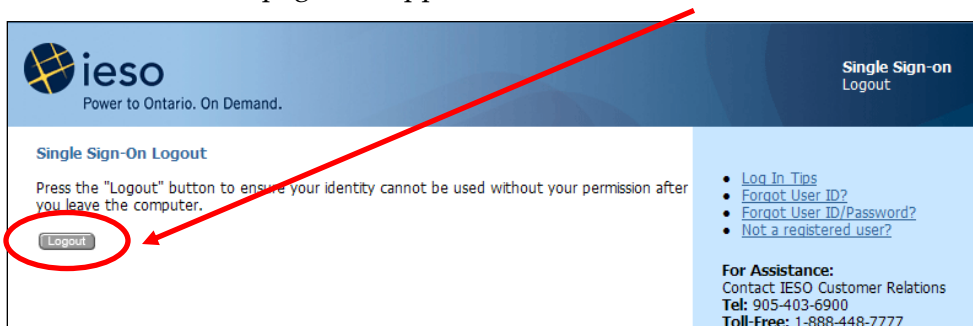 ieso
Power to Ontario. On Demand.
Single Sign-on
Logout
Single Sign-On Logout
Press the "Logout" button to ensure your identity cannot be used without your permission after
you leave the computer.
Logout
• Log In Tips
• Forgot User ID?
• Forgot User ID/Password?
• Not a registered user?
For Assistance:
Contact IESO Customer Relations
Tel: 905-403-6900
Toll-Free: 1-888-448-7777